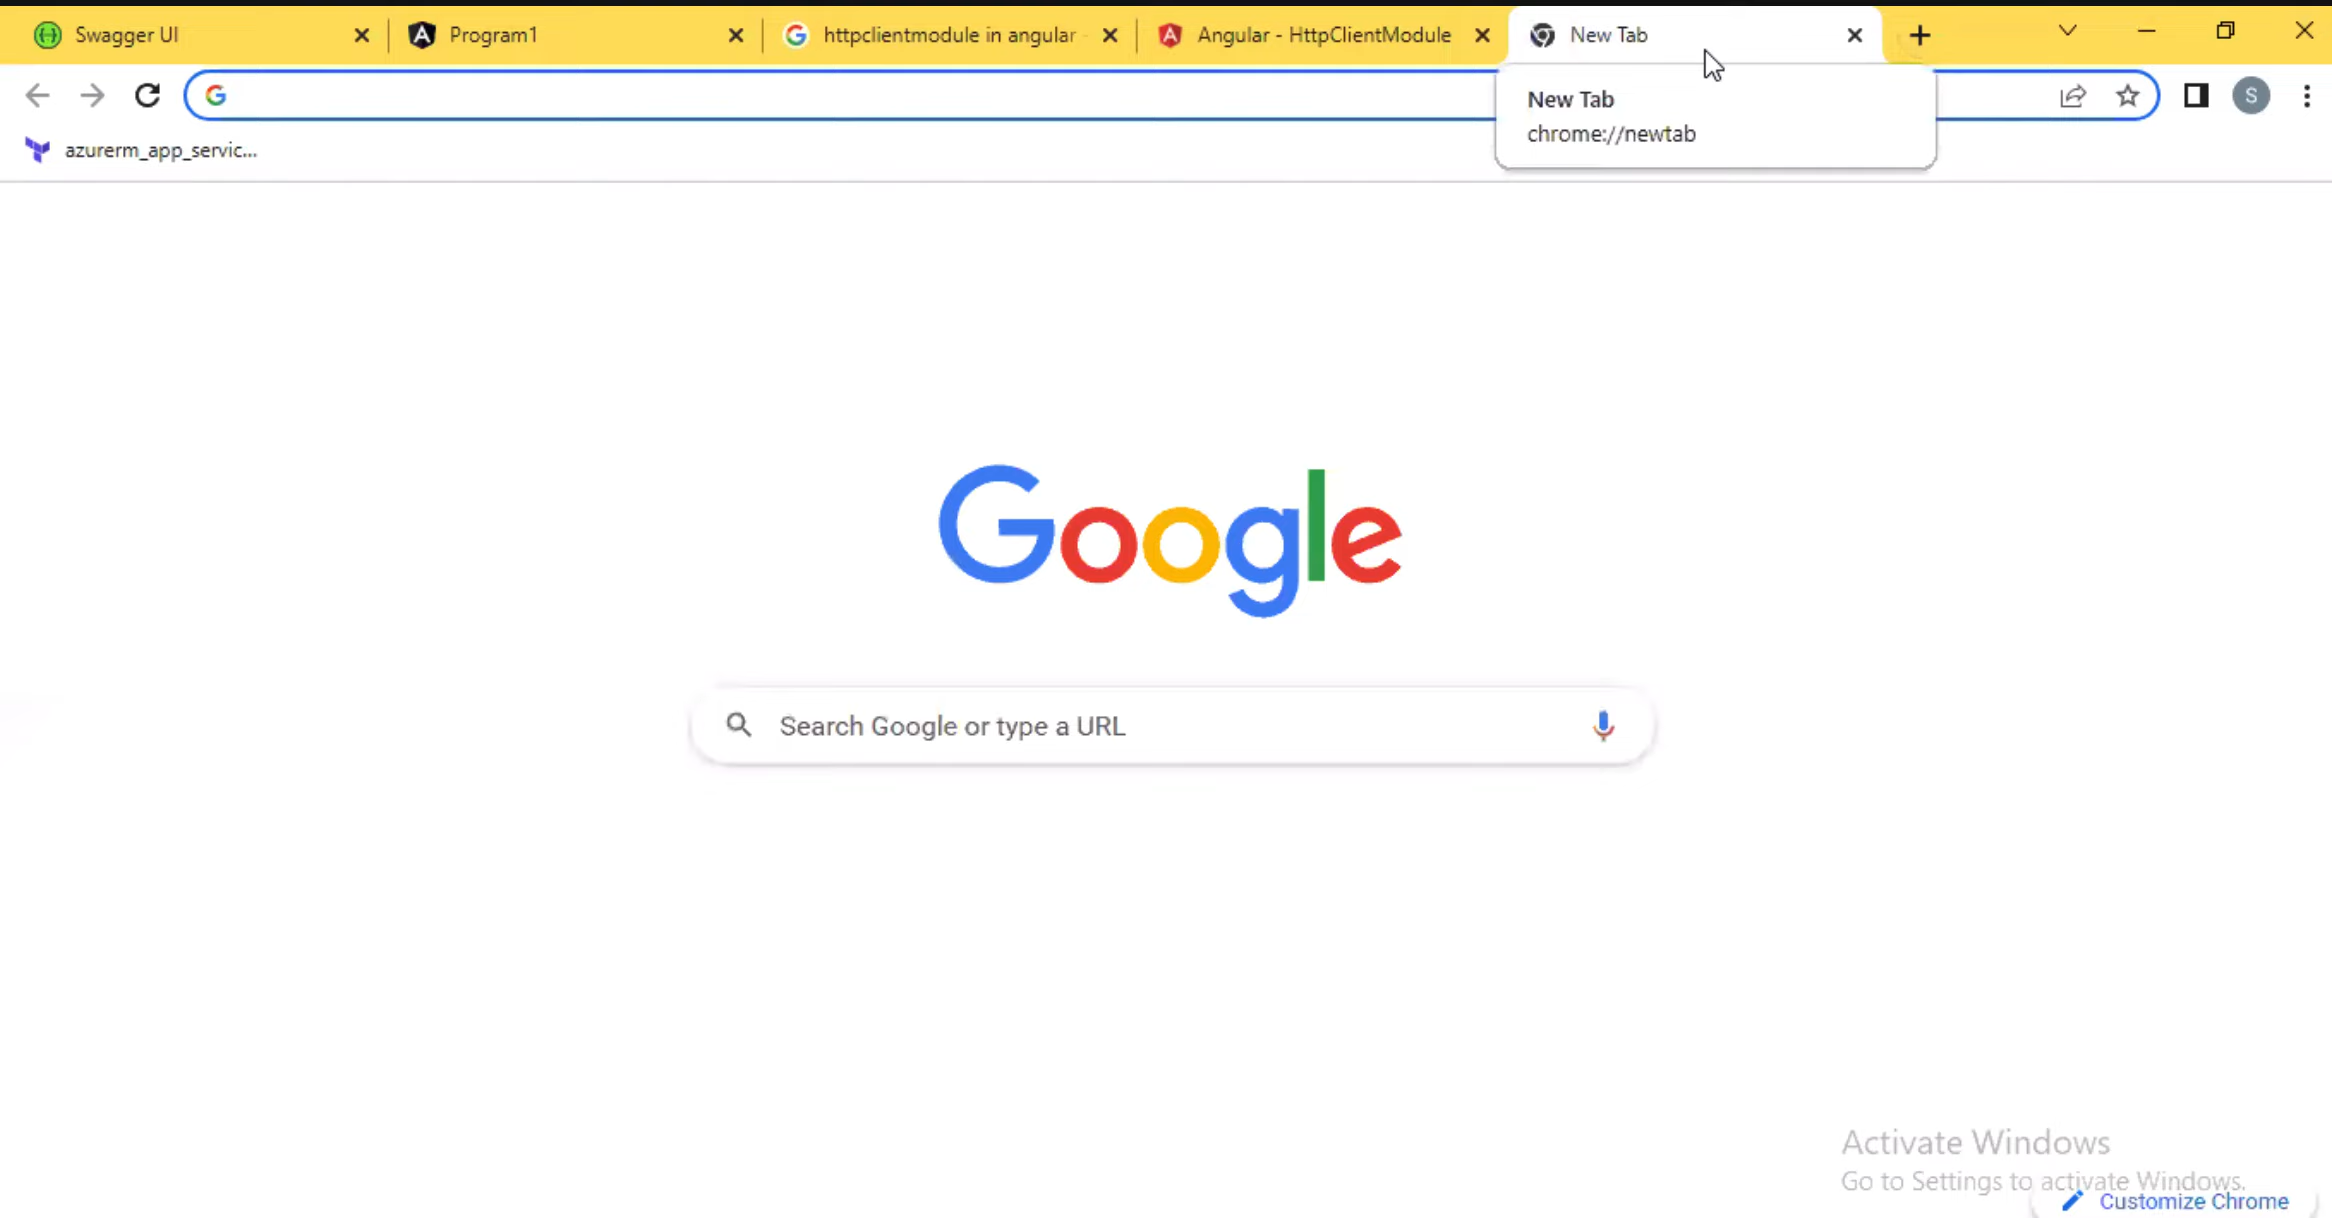 Swagger UI
Program1
httpclientmodule in angular -
Angular - HttpClientModule
New Tab
New Tab
chrome://newtab
S
azurerm_app_servic...
Google
Search Google or type a URL
Activate Windows
Go to Settings to activate Windows.
Customize Chrome